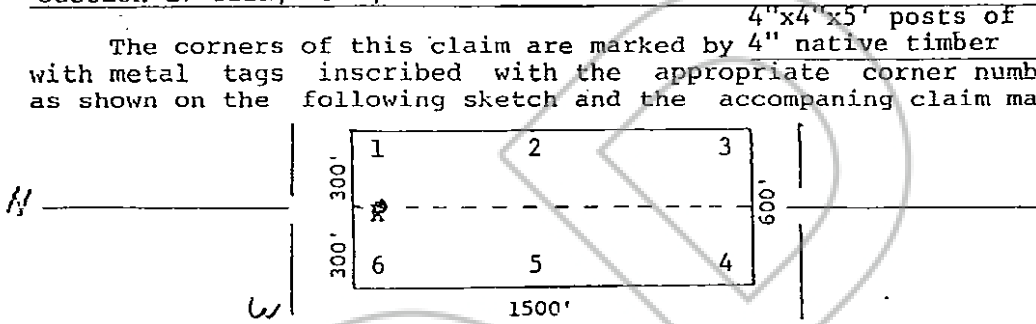 4"x4"x5' posts of
The corners of this claim are marked by 4" native timber
with metal tags inscribed with the appropriate corner numb
as shown on the following sketch and the accompaning claim ma
1 2 3
300'
N
600'
300'
6 5 4
W
1500'